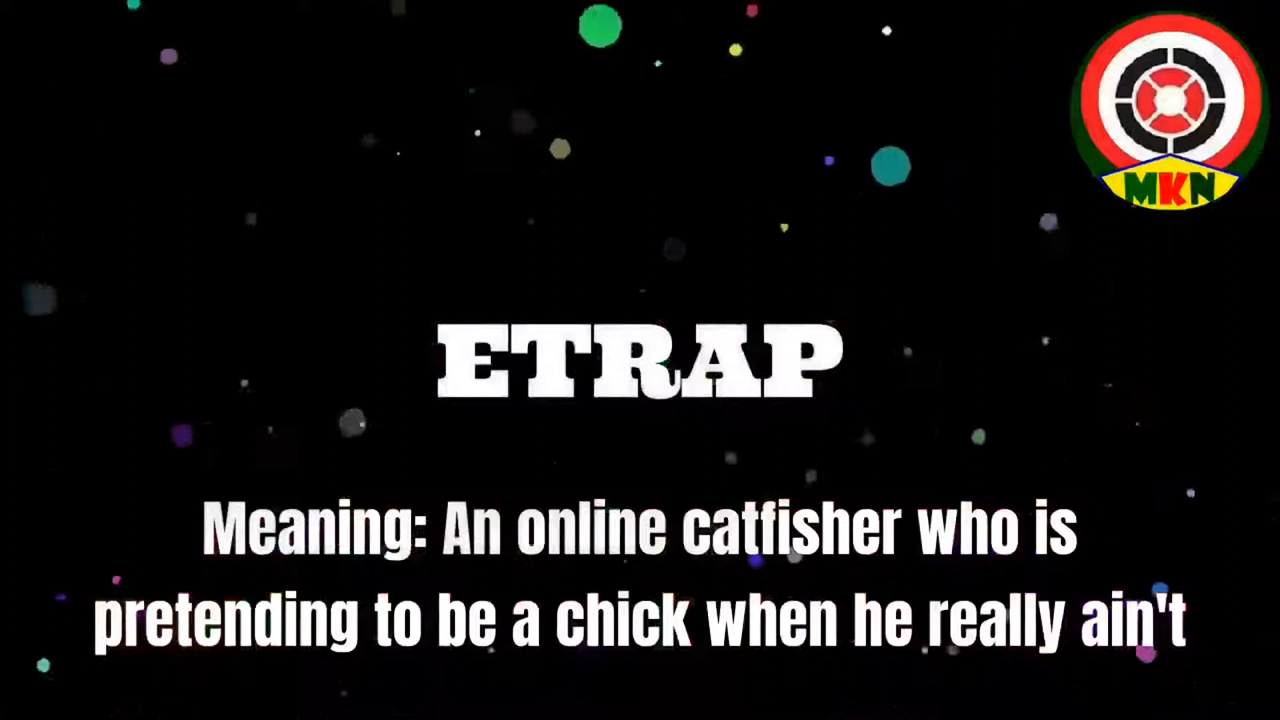 MKN
ETRAP
Meaning: An online catfisher who is
pretending to be a chick when he really ain't